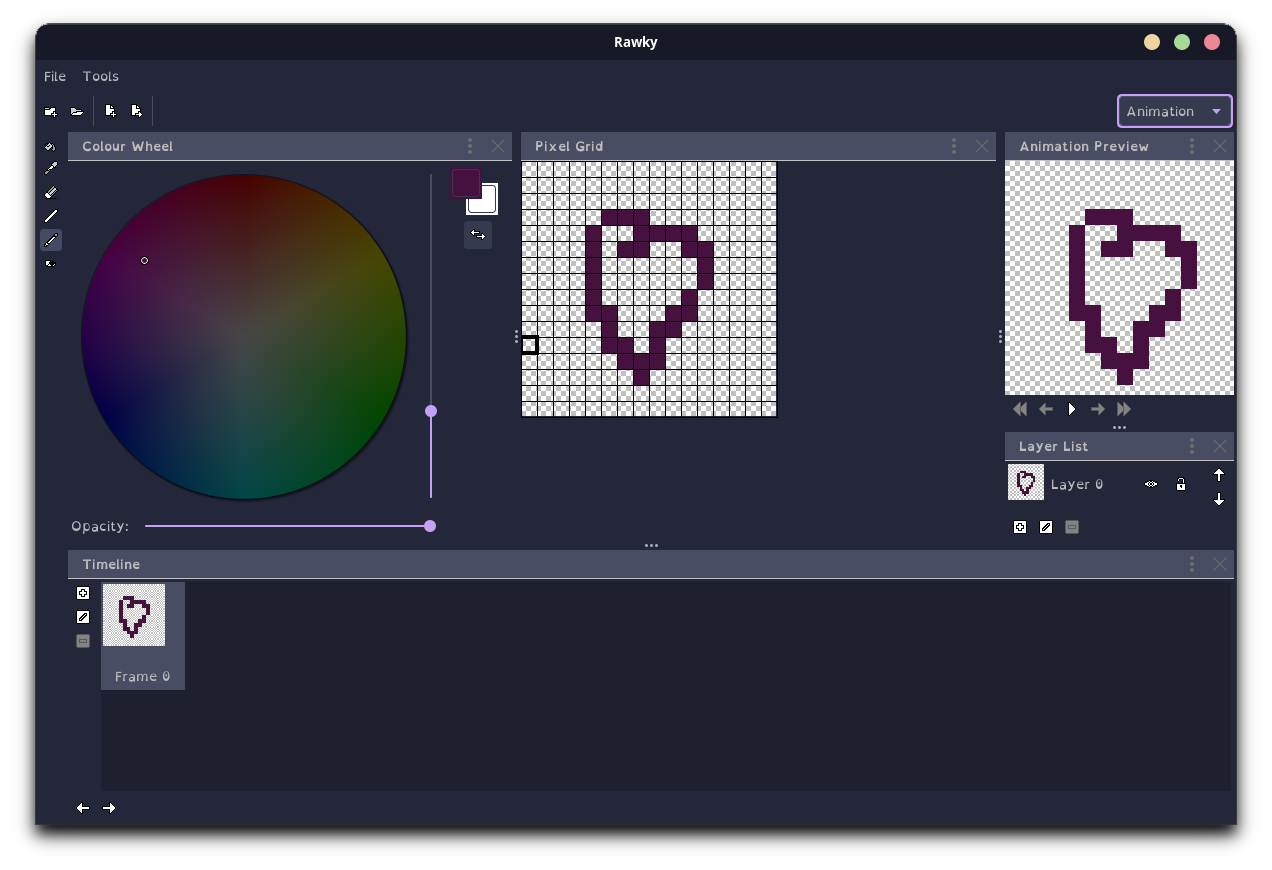 Rawky
File Tools
Animation
Colour Wheel
Pixel Grid
Animation Preview
Layer List
Layer 0
Opacity:
Timeline
Frame 0